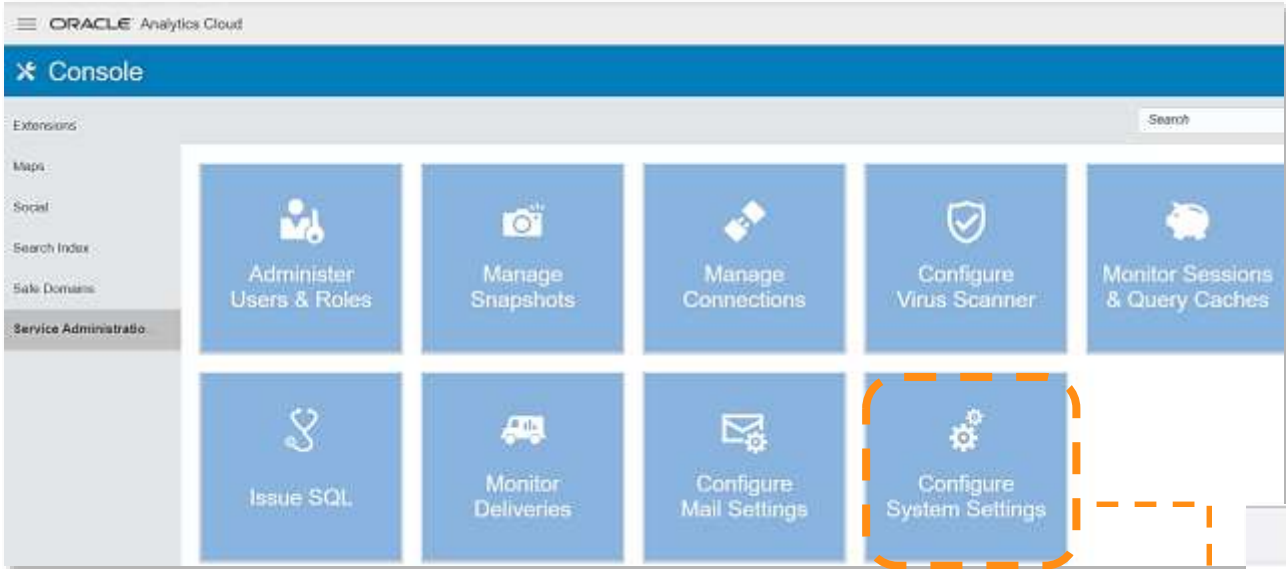 ORACLE Analytics Cloud
Console
Search
Extensions
Maps
Social
Search Index
Safe Domains
Service Administratio
Administer
Users & Roles
Manage
Snapshots
Manage
Connections
Configure
Virus Scanner
Monitor Sessions
& Query Caches
Issue SQL
Monitor
Deliveries
Configure
Mail Settings
Configure
System Settings